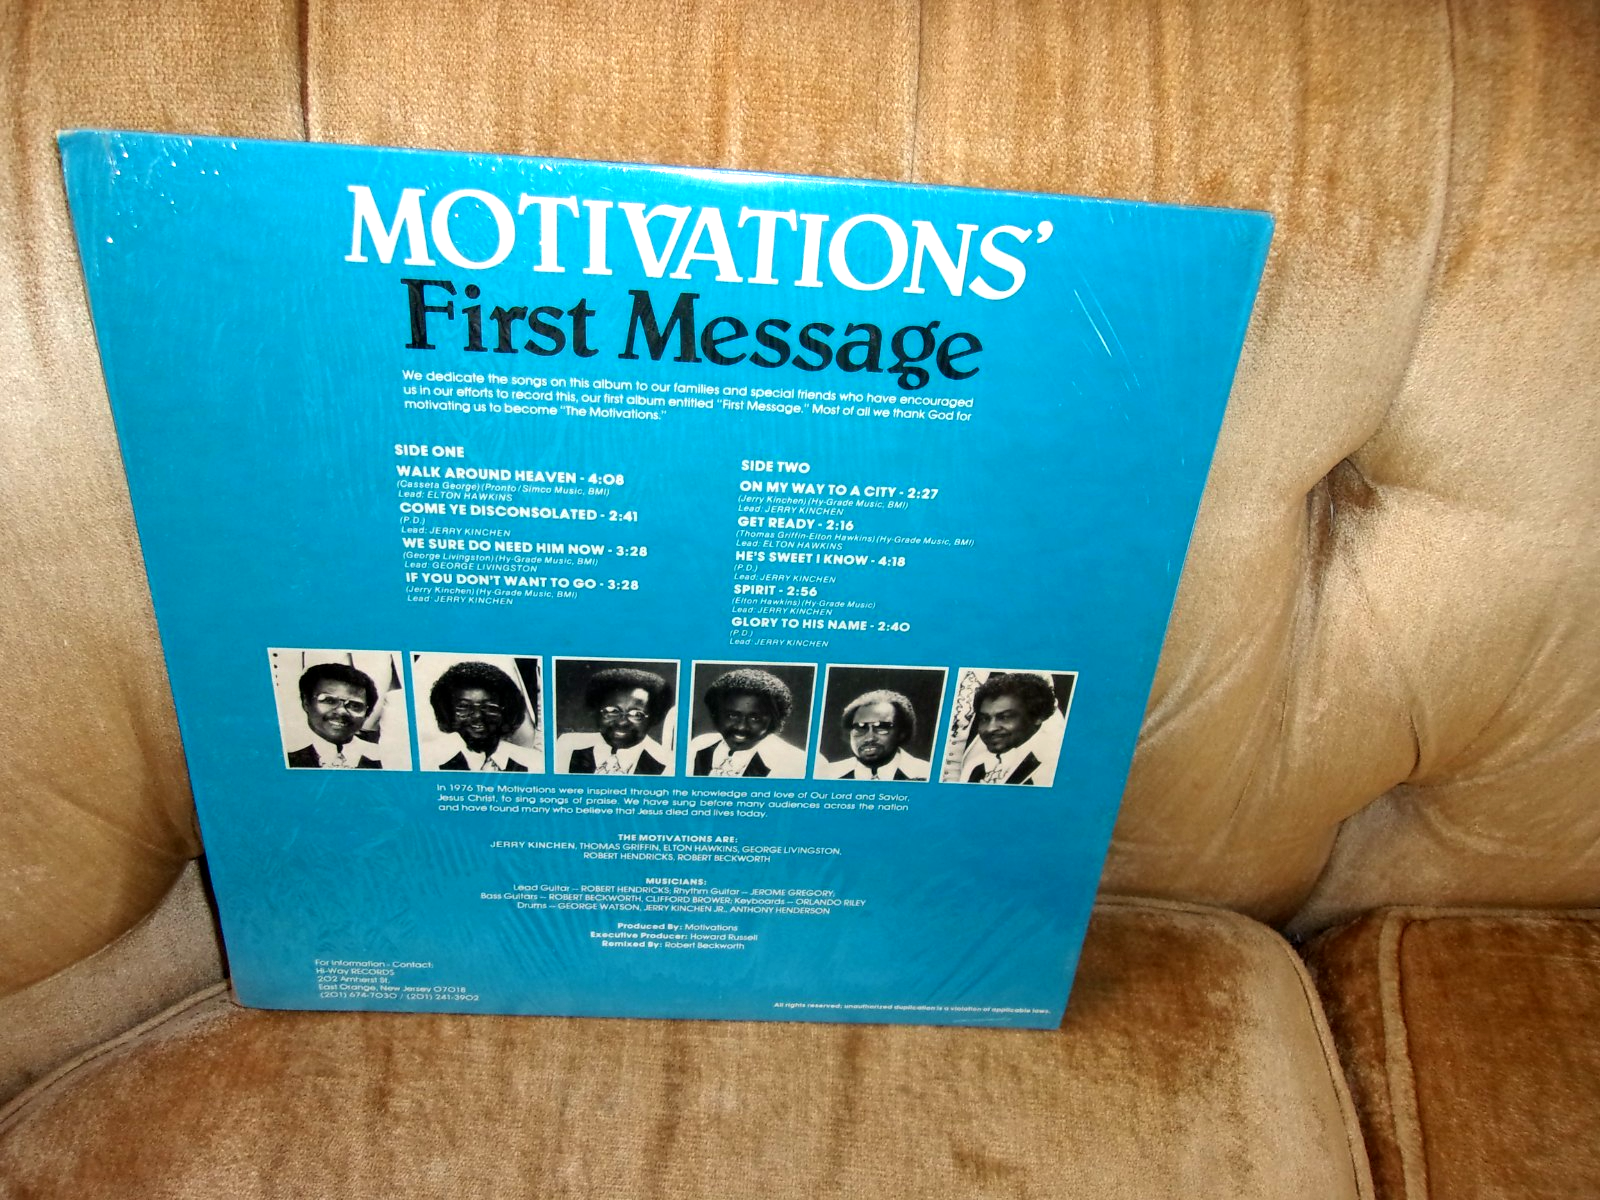 MOTIVATIONS'
First Message
We dedicate the songs on this album to our families and special friends who have encouraged
us in our efforts to record this, our first album entitled "First Message." Most of all we thank God for
motivating us to become "The Motivations."
SIDE ONE
WALK AROUND HEAVEN - 4:08
(Casseta George) (Pronto/Simco Music, BMI)
Lead: ELTON HAWKINS
COME YE DISCONSOLATED - 2:41
(P.D.)
Lead: JERRY KINCHEN
WE SURE DO NEED HIM NOW - 3:28
(George Livingston) (Hy-Grade Music, BMI)
Lead: GEORGE LIVINGSTON
IF YOU DON'T WANT TO GO - 3:28
(Jerry Kinchen) (Hy-Grade Music, BMI)
Lead: JERRY KINCHEN
SIDE TWO
ON MY WAY TO A CITY - 2:27
(Jerry Kinchen) (Hy-Grade Music, BMI)
Lead: JERRY KINCHEN
GET READY - 2:16
(Thomas Griffin-Elton Hawkins) (Hy-Grade Music, BMI)
Lead: ELTON HAWKINS
HE'S SWEET I KNOW - 4:18
(P.D.)
Lead: JERRY KINCHEN
SPIRIT - 2:56
(Elton Hawkins) (Hy-Grade Music)
Lead: JERRY KINCHEN
GLORY TO HIS NAME - 2:40
(P.D.)
Lead: JERRY KINCHEN
In 1976 The Motivations were inspired through the knowledge and love of Our Lord and Savior,
Jesus Christ, to sing songs of praise. We have sung before many audiences across the nation
and have found many who believe that Jesus died and lives today.
THE MOTIVATIONS ARE:
JERRY KINCHEN, THOMAS GRIFFIN, ELTON HAWKINS, GEORGE LIVINGSTON,
ROBERT HENDRICKS, ROBERT BECKWORTH
MUSICIANS:
Lead Guitar — ROBERT HENDRICKS; Rhythm Guitar — JEROME GREGORY;
Bass Guitars — ROBERT BECKWORTH, CLIFFORD BROWER; Keyboards — ORLANDO RILEY
Drums — GEORGE WATSON, JERRY KINCHEN JR., ANTHONY HENDERSON
Produced By: Motivations
Executive Producer: Howard Russell
Remixed By: Robert Beckworth
For Information - Contact:
Hi-Way RECORDS
202 Amherst St.
East Orange, New Jersey 07018
(201) 674-7030 / (201) 241-3902
All rights reserved; unauthorized duplication is a violation of applicable laws.